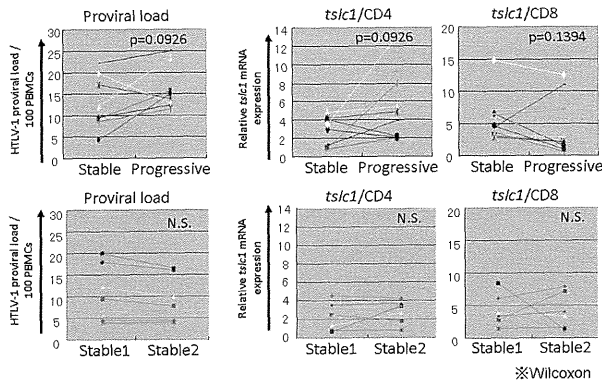 Proviral load
tslc1/CD4
tslc1/CD8
HTLV-1 proviral load /
100 PBMCs
30
25
20
15
10
5
0
p=0.0926
Stable
Progressive
Relative tslc1 mRNA
expression
14
12
10
8
6
4
2
0
p=0.0926
Stable
Progressive
20
15
10
5
0
p=0.1394
Stable
Progressive
Proviral load
tslc1/CD4
tslc1/CD8
HTLV-1 proviral load /
100 PBMCs
30
25
20
15
10
5
0
N.S.
Stable1
Stable2
Relative tslc1 mRNA
expression
14
12
10
8
6
4
2
0
N.S.
Stable1
Stable2
20
15
10
5
0
N.S.
Stable1
Stable2
※Wilcoxon